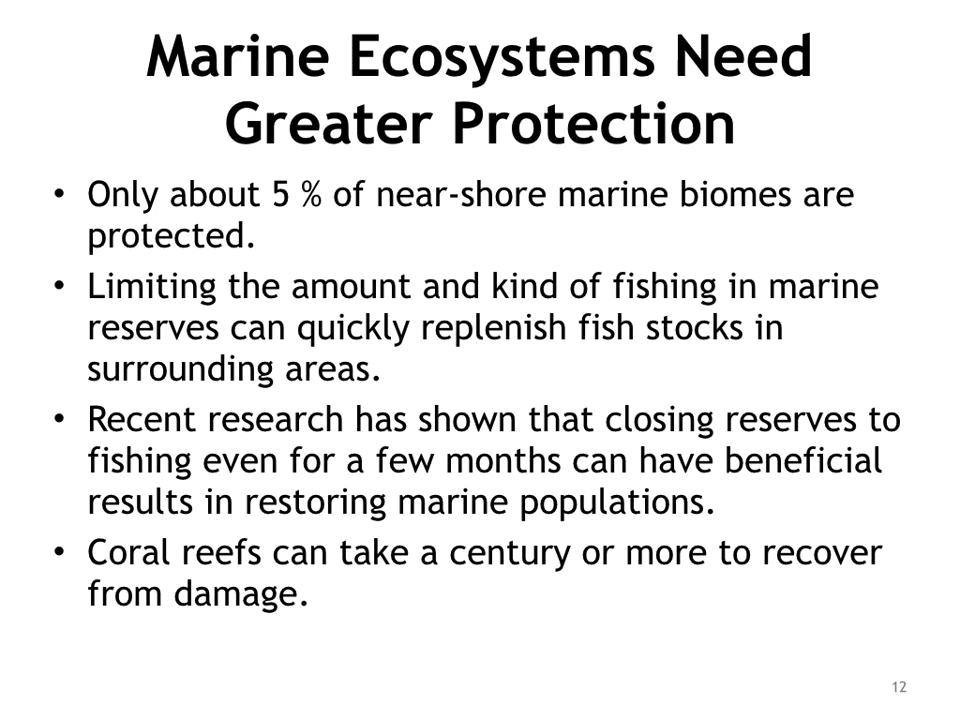 Marine Ecosystems Need
Greater Protection
• Only about 5 % of near-shore marine biomes are
protected.
• Limiting the amount and kind of fishing in marine
reserves can quickly replenish fish stocks in
surrounding areas.
• Recent research has shown that closing reserves to
fishing even for a few months can have beneficial
results in restoring marine populations.
• Coral reefs can take a century or more to recover
from damage.
12